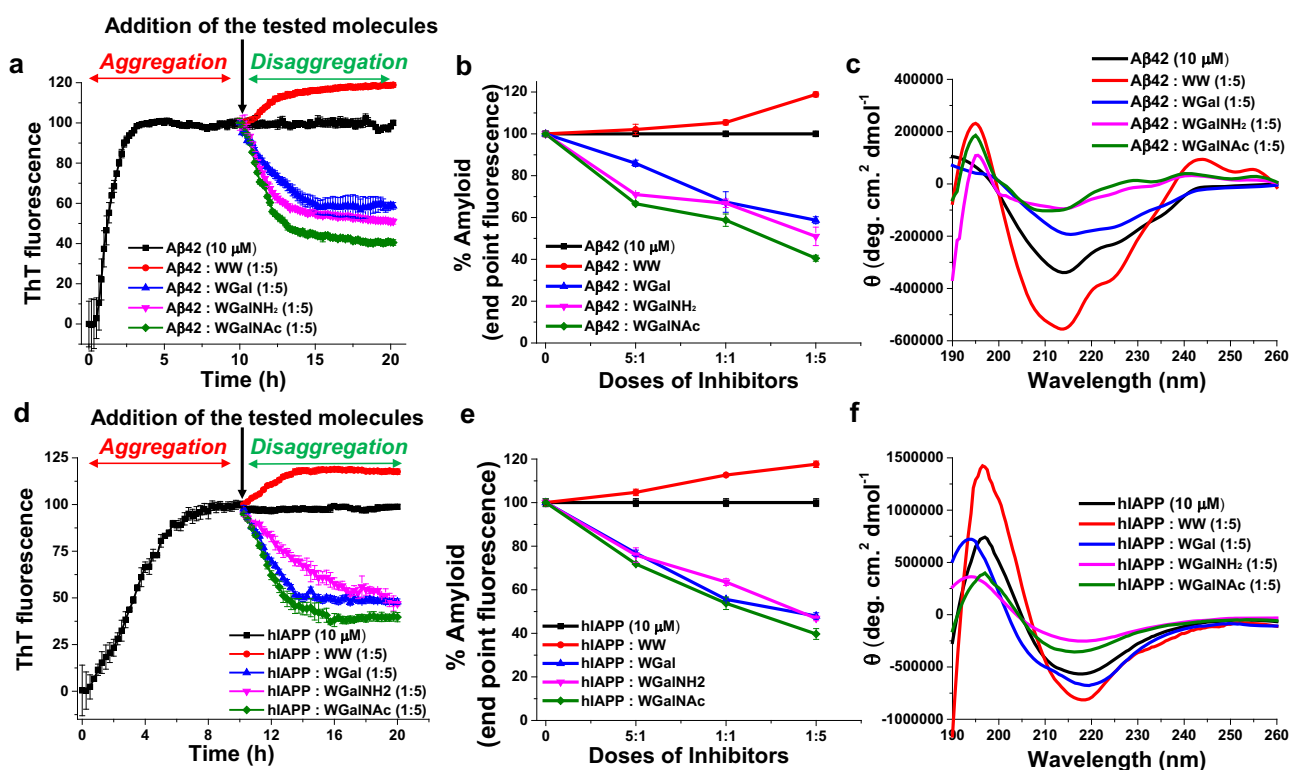 Addition of the tested molecules
a
Aggregation
Disaggregation
120
100
80
60
40
20
0
ThT fluorescence
Aβ42 (10 μM)
Aβ42 : WW (1:5)
Aβ42 : WGal (1:5)
Aβ42 : WGalNH₂ (1:5)
Aβ42 : WGalNAc (1:5)
0 5 10 15 20
Time (h)
b
120
100
80
60
40
20
0
% Amyloid
(end point fluorescence)
Aβ42 (10 μM)
Aβ42 : WW
Aβ42 : WGal
Aβ42 : WGalNH₂
Aβ42 : WGalNAc
0 5:1 1:1 1:5
Doses of Inhibitors
c
400000
200000
0
-200000
-400000
-600000
θ (deg. cm.² dmol⁻¹)
Aβ42 (10 μM)
Aβ42 : WW (1:5)
Aβ42 : WGal (1:5)
Aβ42 : WGalNH₂ (1:5)
Aβ42 : WGalNAc (1:5)
190 200 210 220 230 240 250 260
Wavelength (nm)
Addition of the tested molecules
d
Aggregation
Disaggregation
125
100
75
50
25
0
ThT fluorescence
hIAPP (10 μM)
hIAPP : WW (1:5)
hIAPP : WGal (1:5)
hIAPP : WGalNH2 (1:5)
hIAPP : WGalNAc (1:5)
0 4 8 12 16 20
Time (h)
e
120
100
80
60
40
20
0
% Amyloid
(end point fluorescence)
hIAPP (10 μM)
hIAPP : WW
hIAPP : WGal
hIAPP : WGalNH2
hIAPP : WGalNAc
0 5:1 1:1 1:5
Doses of Inhibitors
f
1500000
1000000
500000
0
-500000
-1000000
θ (deg. cm.² dmol⁻¹)
hIAPP (10 μM)
hIAPP : WW (1:5)
hIAPP : WGal (1:5)
hIAPP : WGalNH₂ (1:5)
hIAPP : WGalNAc (1:5)
190 200 210 220 230 240 250 260
Wavelength (nm)